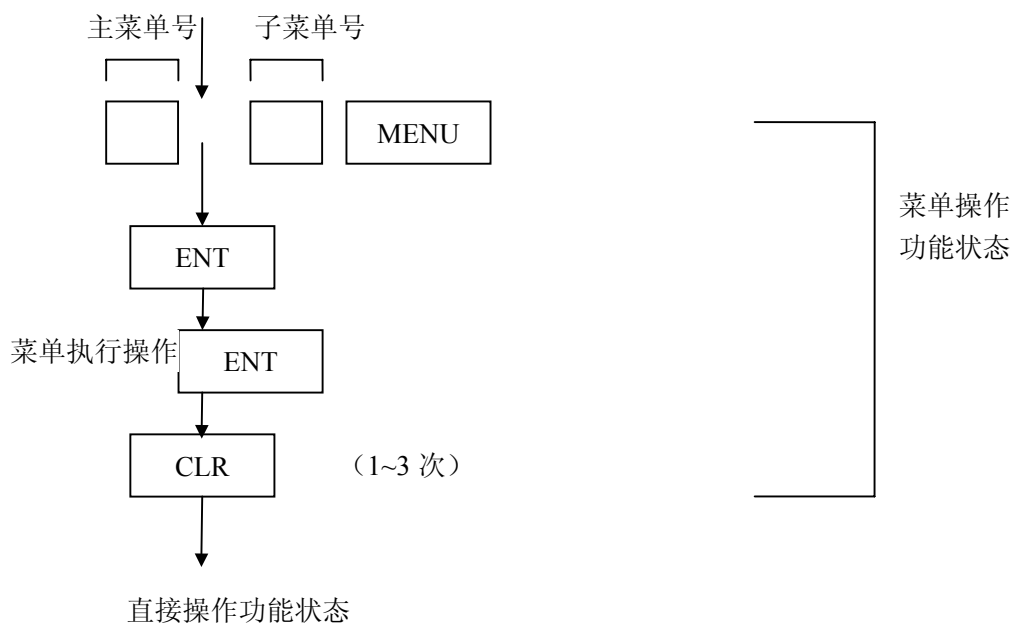 主菜单号 子菜单号
MENU
菜单操作
功能状态
ENT
菜单执行操作 ENT
CLR （1~3 次）
直接操作功能状态